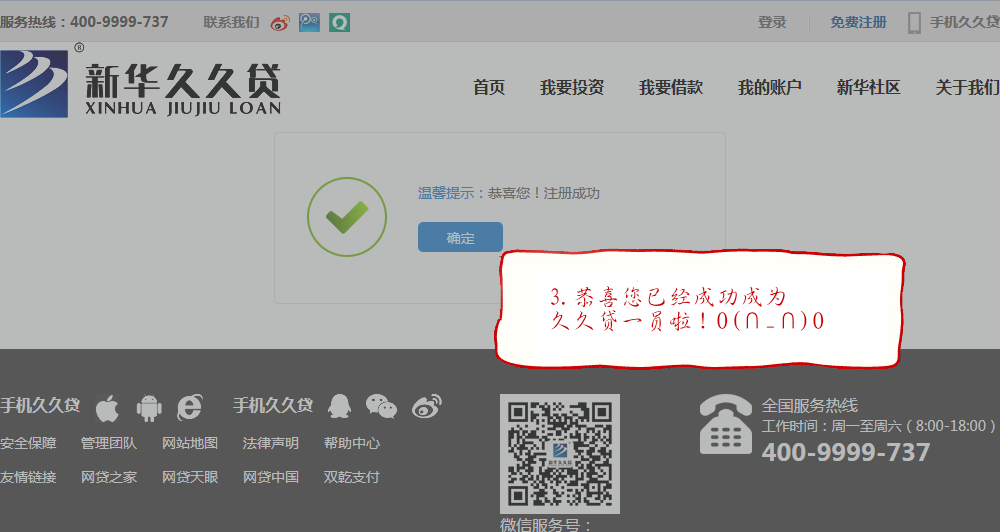 服务热线：400-9999-737 联系我们 登录 免费注册 手机久久贷
新华久久贷®
XINHUA JIUJIU LOAN
首页 我要投资 我要借款 我的账户 新华社区 关于我们
温馨提示：恭喜您！注册成功
确定
3.恭喜您已经成功成为
久久贷一员啦！O(∩_∩)O
手机久久贷 手机久久贷
安全保障 管理团队 网站地图 法律声明 帮助中心
友情链接 网贷之家 网贷天眼 网贷中国 双乾支付
新华久久贷
微信服务号：
全国服务热线
工作时间：周一至周六（8:00-18:00）
400-9999-737